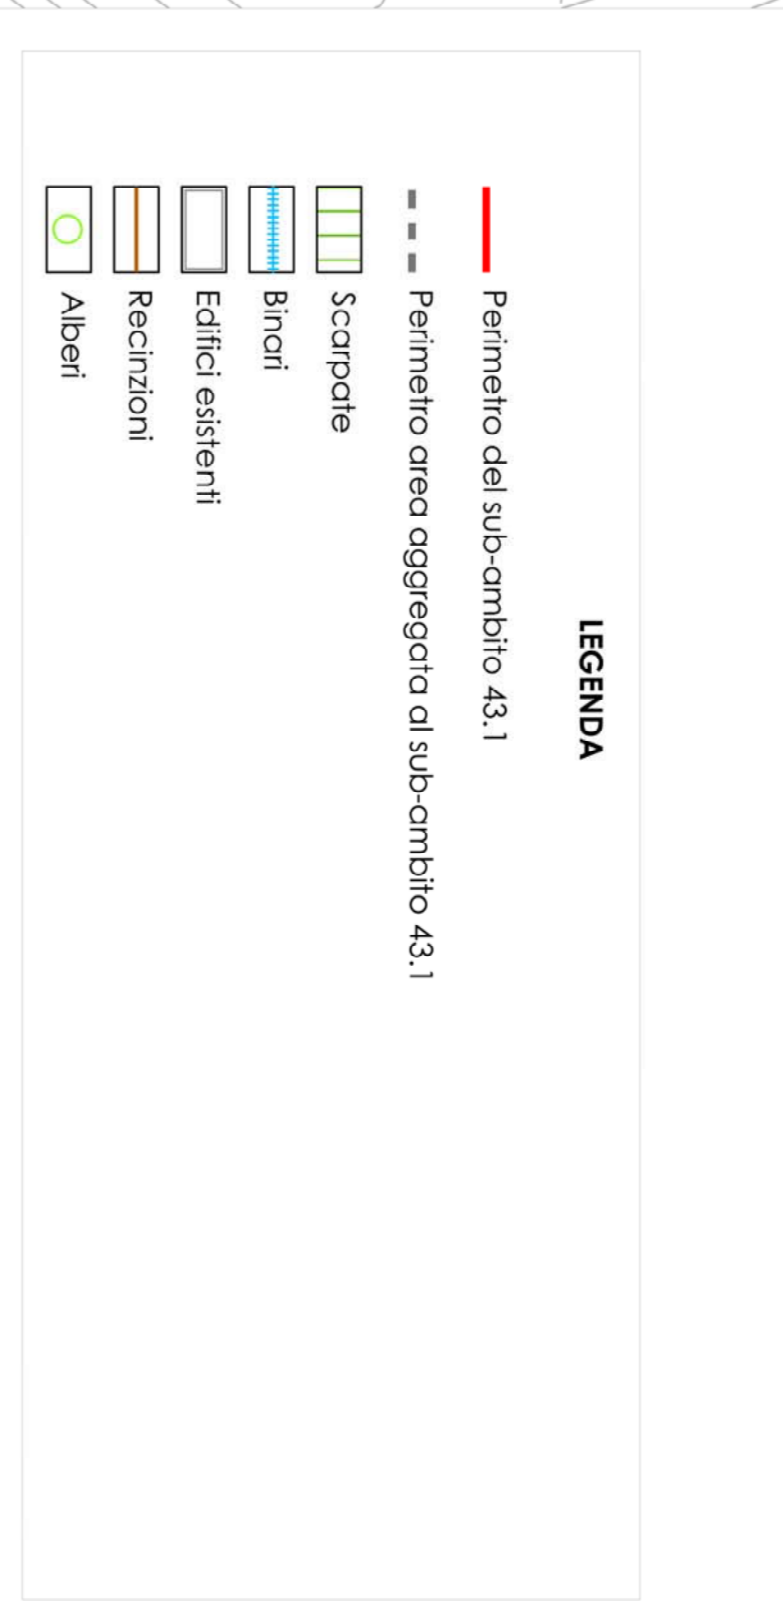 LEGENDA
Perimetro del sub-ambito 43.1
Perimetro area aggregata al sub-ambito 43.1
Scarpate
Binari
Edifici esistenti
Recinzioni
Alberi